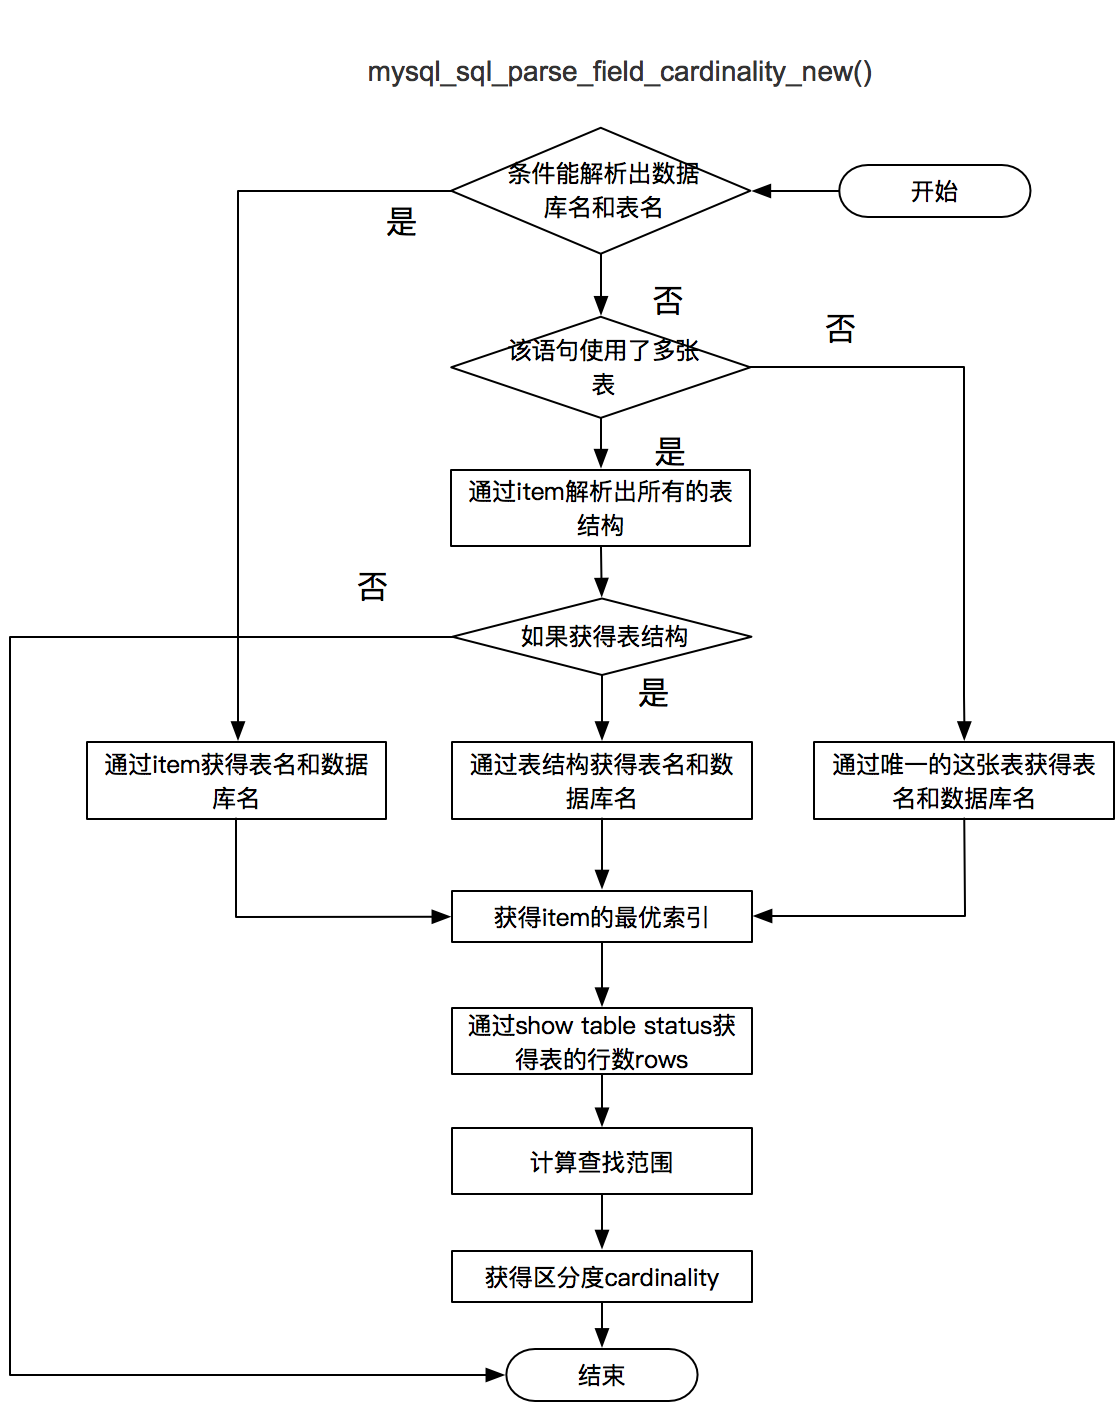 mysql_sql_parse_field_cardinality_new()
条件能解析出数据
库名和表名
开始
是
否
否
该语句使用了多张
表
是
通过item解析出所有的表
结构
否
如果获得表结构
是
通过item获得表名和数据
库名
通过表结构获得表名和数
据库名
通过唯一的这张表获得表
名和数据库名
获得item的最优索引
通过show table status获
得表的行数rows
计算查找范围
获得区分度cardinality
结束